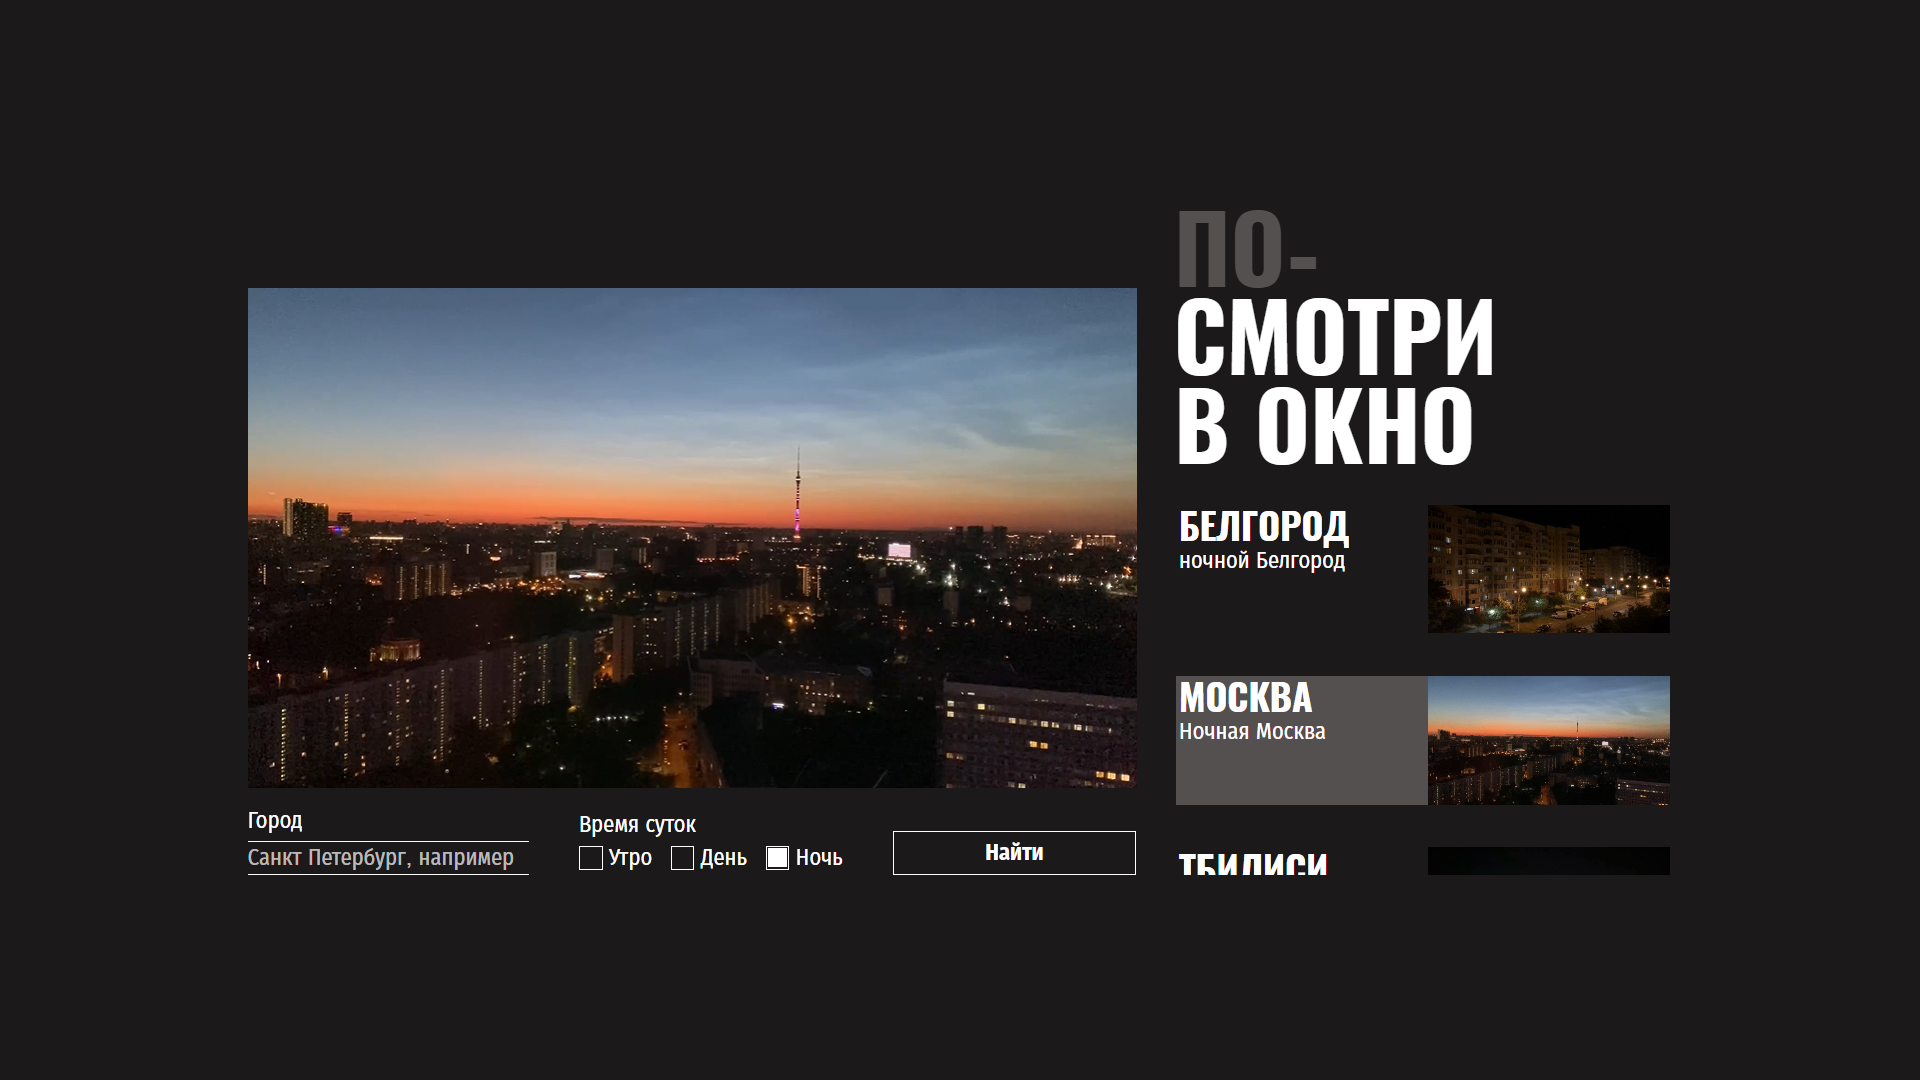 ПО-
СМОТРИ
В ОКНО
БЕЛГОРОД
ночной Белгород
МОСКВА
Ночная Москва
ТБИЛИСИ
Город
Санкт Петербург, например
Время суток
Утро
День
Ночь
Найти